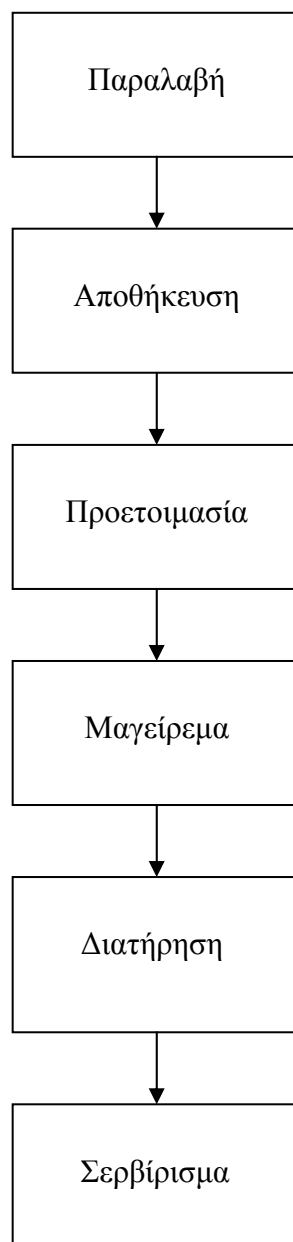 Παραλαβή
Αποθήκευση
Προετοιμασία
Μαγείρεμα
Διατήρηση
Σερβίρισμα